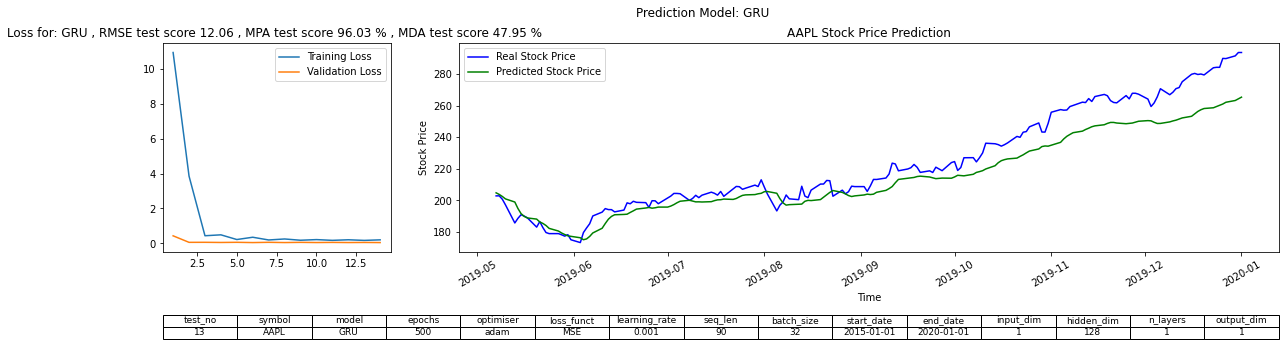 Prediction Model: GRU
Loss for: GRU , RMSE test score 12.06 , MPA test score 96.03 % , MDA test score 47.95 %
Training Loss
Validation Loss
10
8
6
4
2
0
2.5 5.0 7.5 10.0 12.5
AAPL Stock Price Prediction
Real Stock Price
Predicted Stock Price
Stock Price
280
260
240
220
200
180
2019-05 2019-06 2019-07 2019-08 2019-09 2019-10 2019-11 2019-12 2020-01
Time
test_no symbol model epochs optimiser loss_funct learning_rate seq_len batch_size start_date end_date input_dim hidden_dim n_layers output_dim
13 AAPL GRU 500 adam MSE 0.001 90 32 2015-01-01 2020-01-01 1 128 1 1